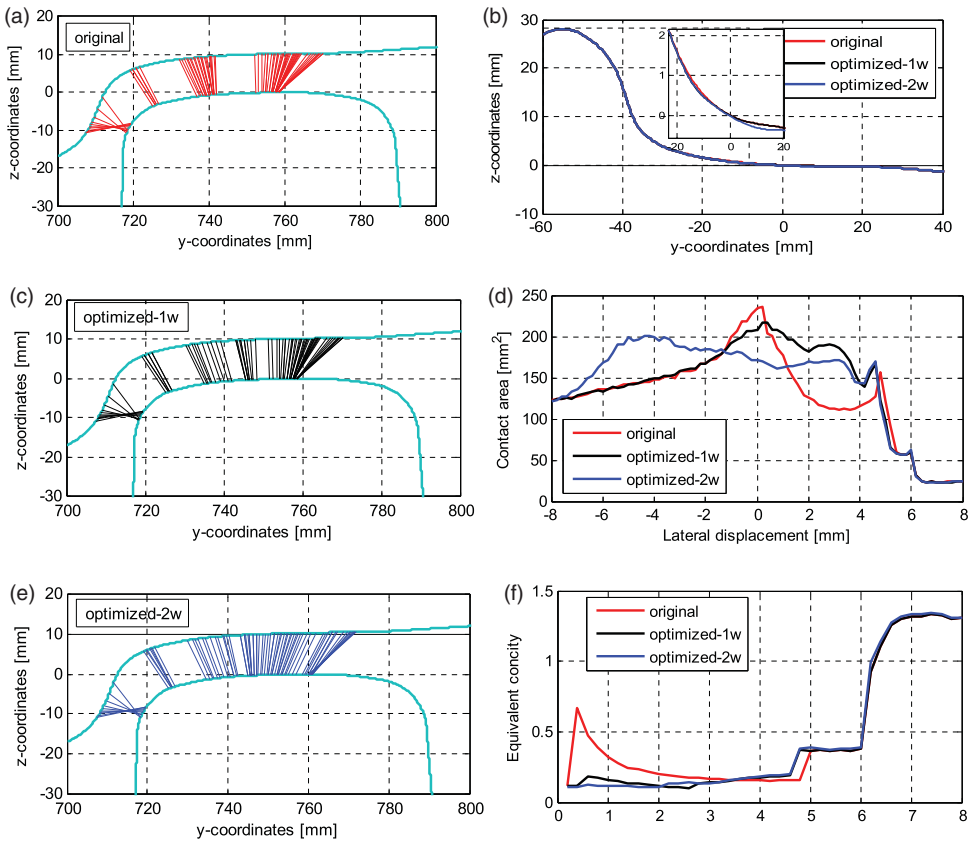 (a)
original
z-coordinates [mm]
20
10
0
-10
-20
-30
700 720 740 760 780 800
y-coordinates [mm]
(b)
original
optimized-1w
optimized-2w
2
1
0
20 0 20
z-coordinates [mm]
30
20
10
0
-10
-60 -40 -20 0 20 40
y-coordinates [mm]
(c)
optimized-1w
z-coordinates [mm]
20
10
0
-10
-20
-30
700 720 740 760 780 800
y-coordinates [mm]
(d)
Contact area [mm²]
250
200
150
100
50
0
original
optimized-1w
optimized-2w
-8 -6 -4 -2 0 2 4 6 8
Lateral displacement [mm]
(e)
optimized-2w
z-coordinates [mm]
20
10
0
-10
-20
-30
700 720 740 760 780 800
y-coordinates [mm]
(f)
Equivalent concity
1.5
1
0.5
0
original
optimized-1w
optimized-2w
0 1 2 3 4 5 6 7 8